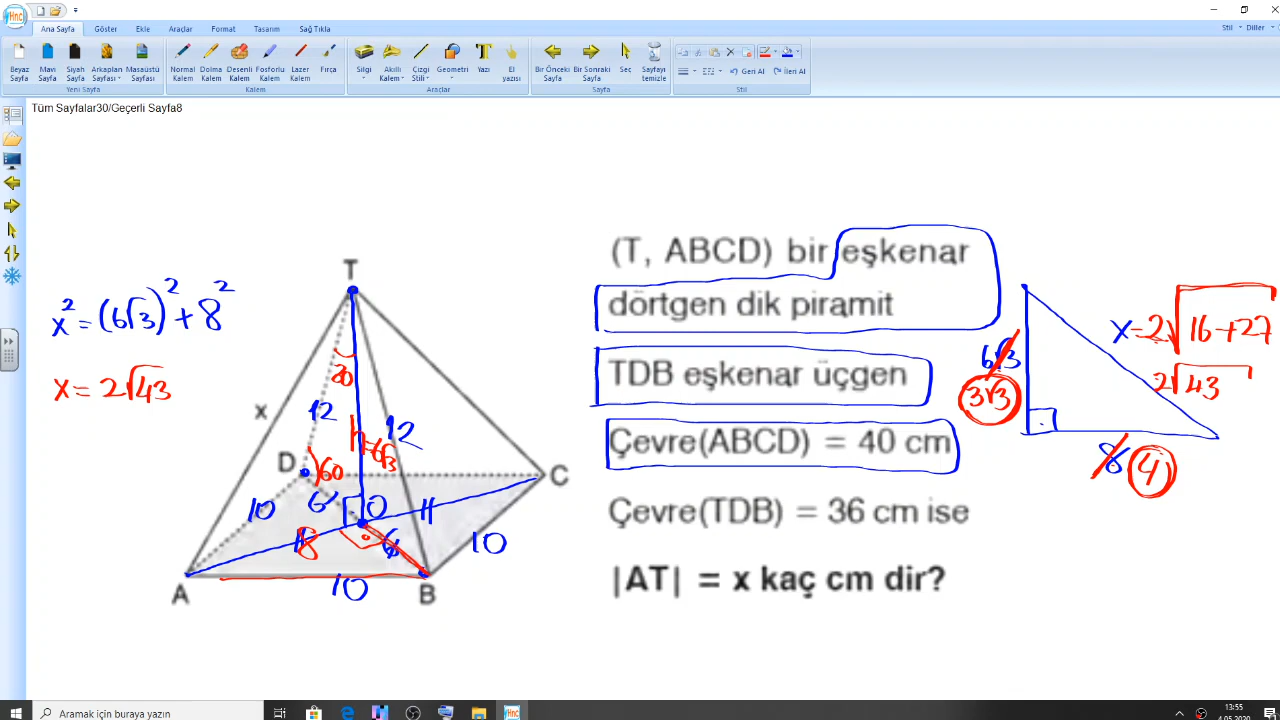 Stil Diller
Ana Sayfa Göster Ekle Araçlar Format Tasarım Sağ Tıkla
Beyaz Sayfa Mavi Sayfa Siyah Sayfa Arkaplan Sayfası Masaüstü Sayfası
Normal Kalem Dolma Kalem Desenli Kalem Fosforlu Kalem Lazer Kalem Fırça
Silgi Akıllı Kalem Çizgi Stili Geometri Yazı El yazısı
Bir Önceki Sayfa Bir Sonraki Sayfa Seç Sayfayı temizle
Geri Al İleri Al
Yeni Sayfa Kalem Araçlar Sayfa Stil
Tüm Sayfalar30/Geçerli Sayfa8
(T, ABCD) bir eşkenar
dörtgen dik piramit
TDB eşkenar üçgen
Çevre(ABCD) = 40 cm
Çevre(TDB) = 36 cm ise
|AT| = x kaç cm dir?
x² = (6√3)² + 8²
x = 2√43
T
x
30
12
12
h=6√3
D
60
C
10
6
O
8
6
10
A
10
B
6√3
3√3
8
4
x=2√16+27
2√43
Aramak için buraya yazın
13:55
4.05.2020